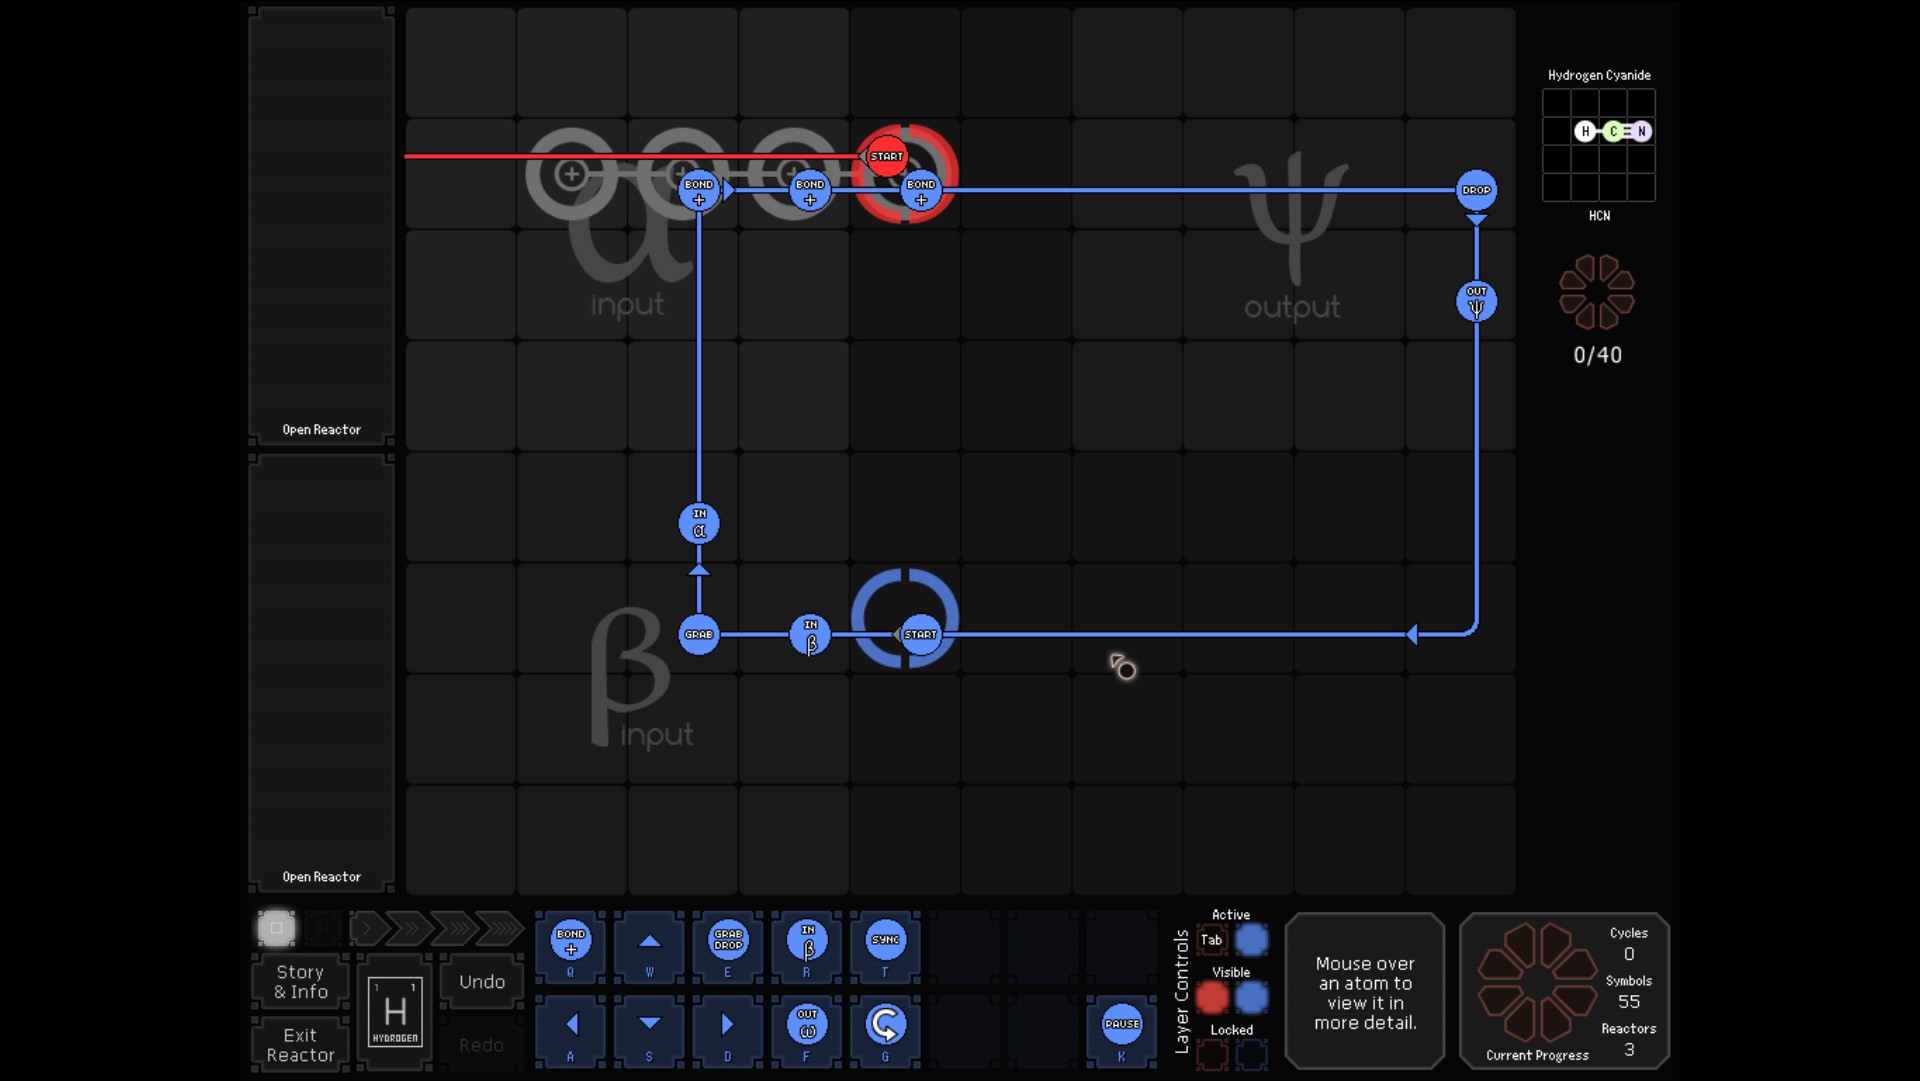 Hydrogen Cyanide
H C N
HCN
0/40
START
BOND +
BOND +
BOND +
DROP
α
input
ψ
output
OUT ψ
Open Reactor
IN α
GRAB
IN β
START
β
input
Open Reactor
Story & Info
Exit Reactor
1 1
H
HYDROGEN
Undo
Redo
BOND +
Q
W
GRAB DROP
E
IN β
R
SYNC
T
A
S
D
OUT ω
F
G
PAUSE
K
Layer Controls
Active
Tab
Visible
Locked
Mouse over
an atom to
view it in
more detail.
Current Progress
Cycles
0
Symbols
55
Reactors
3